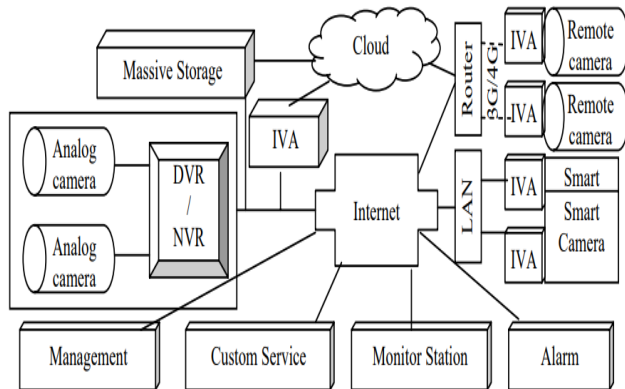 Cloud
Massive Storage
IVA
Analog
camera
DVR
/
NVR
Analog
camera
Internet
Router
3G/4G
IVA
Remote
camera
IVA
Remote
camera
LAN
IVA
Smart
Smart
Camera
IVA
Management
Custom Service
Monitor Station
Alarm